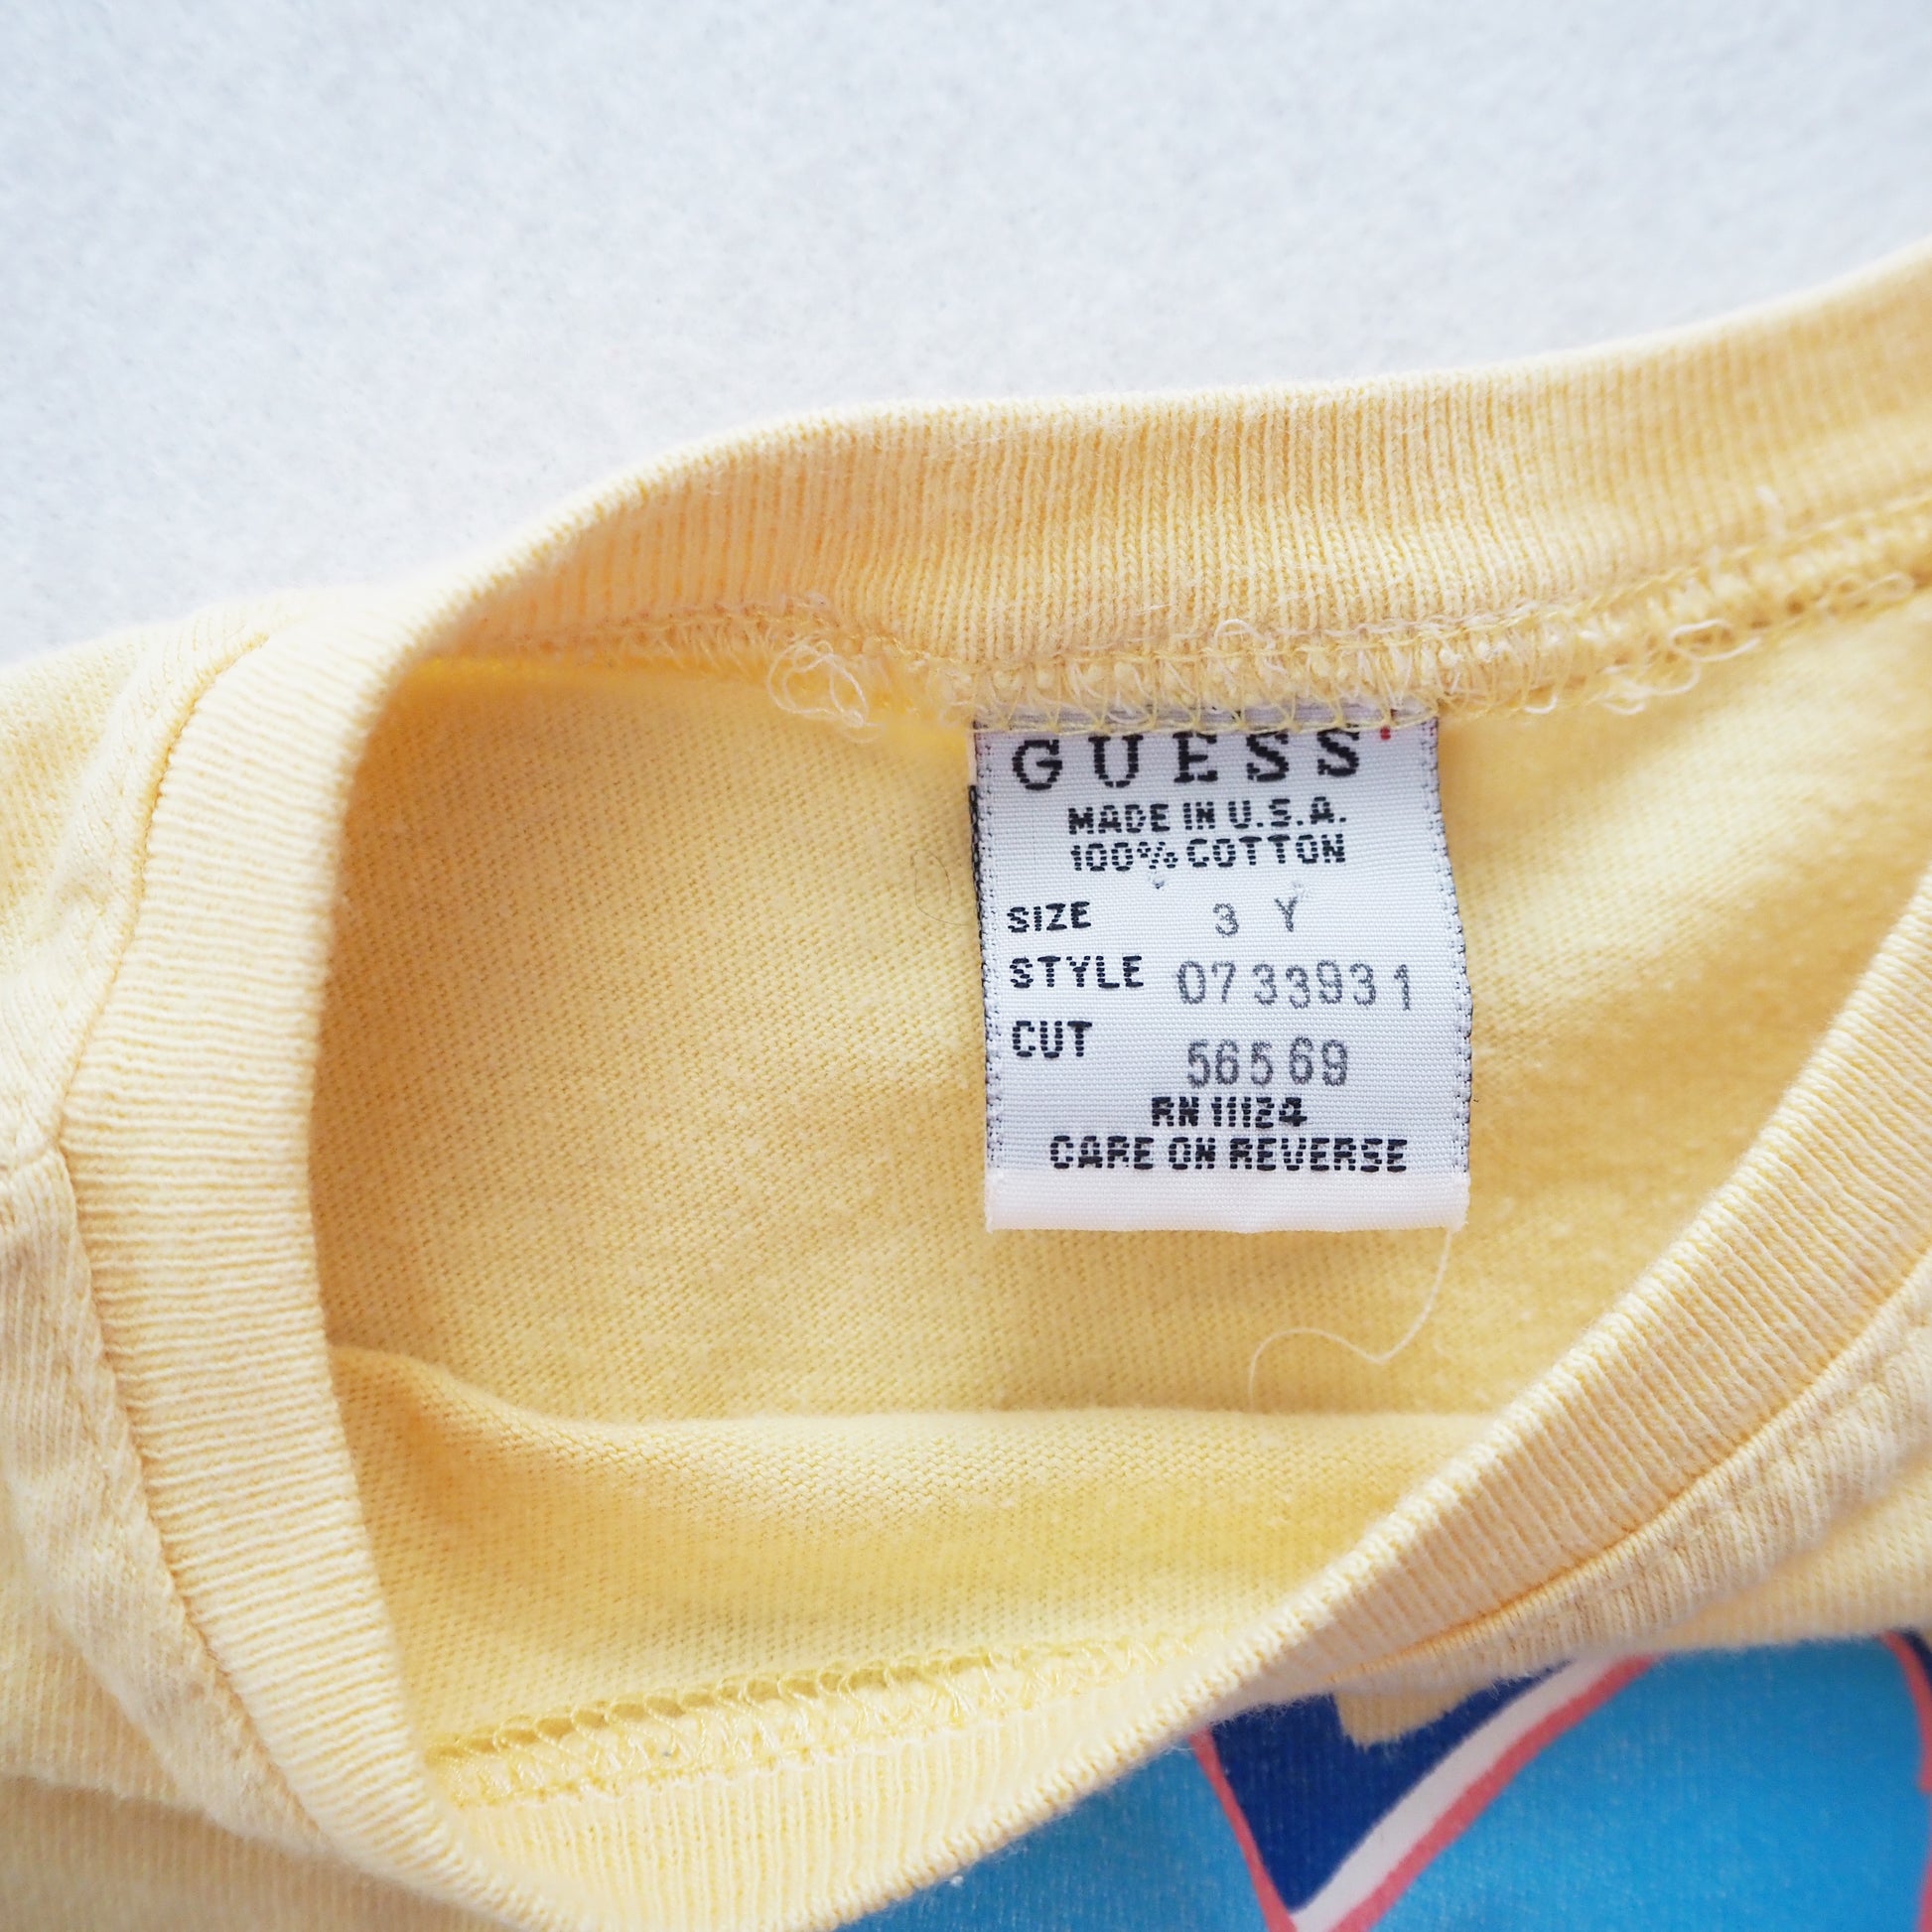 GUESS
MADE IN U.S.A.
100% COTTON
SIZE 3 Y
STYLE 0733931
CUT 56569
RN 11124
CARE ON REVERSE